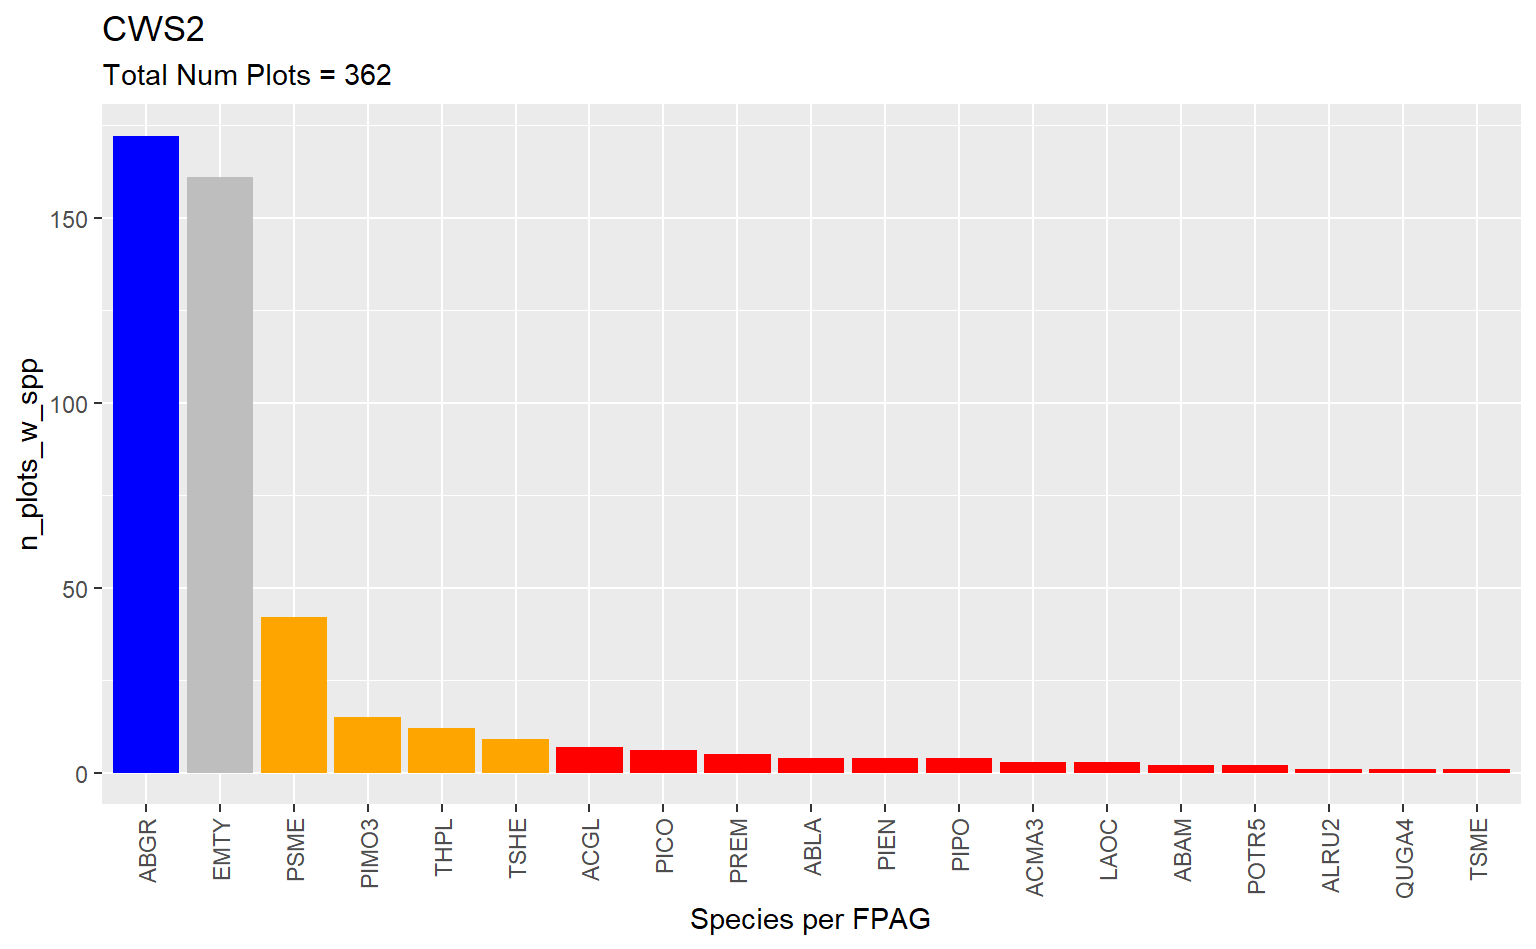 CWS2
Total Num Plots = 362
n_plots_w_spp
150
100
50
0
ABGR
EMTY
PSME
PIMO3
THPL
TSHE
ACGL
PICO
PREM
ABLA
PIEN
PIPO
ACMA3
LAOC
ABAM
POTR5
ALRU2
QUGA4
TSME
Species per FPAG